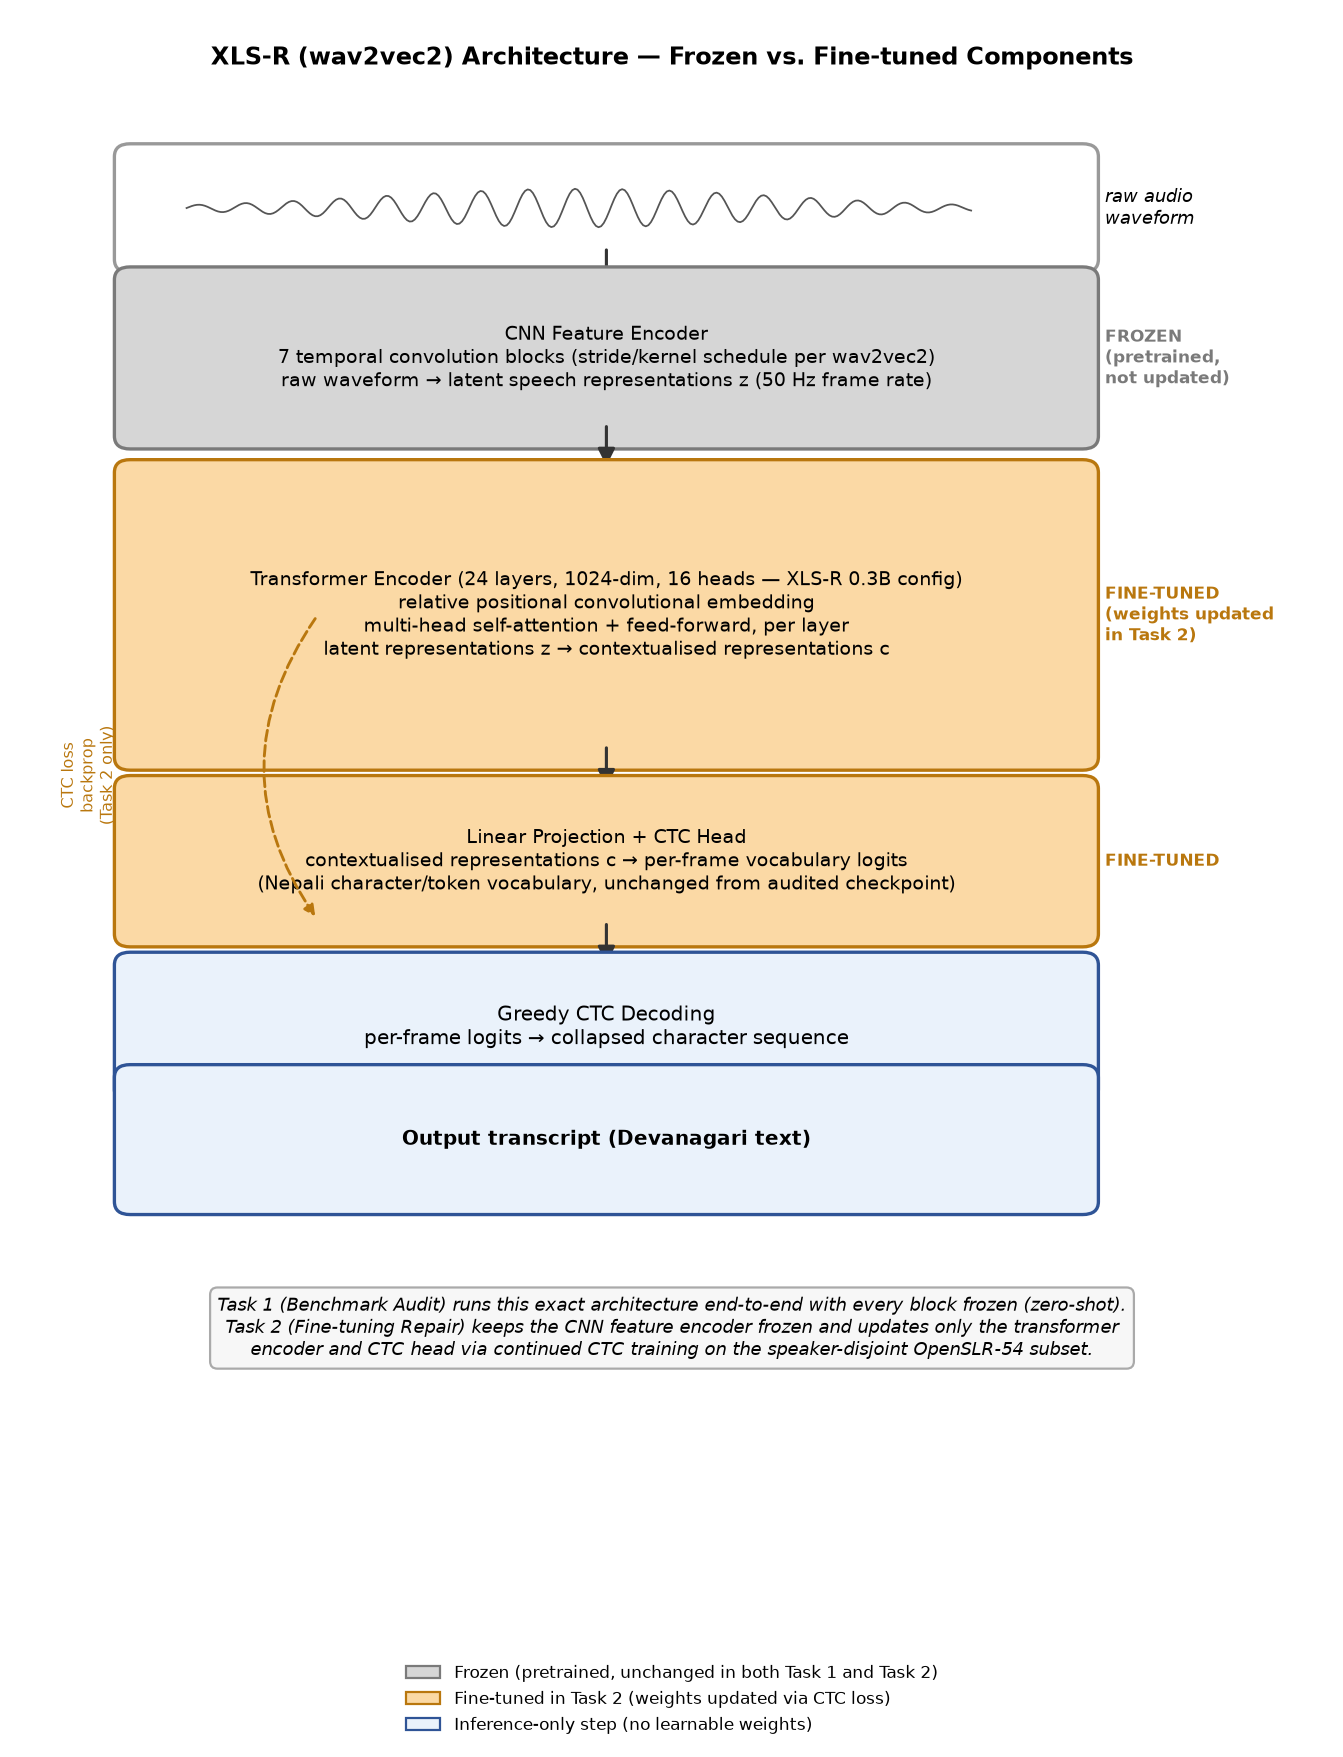 XLS-R (wav2vec2) Architecture — Frozen vs. Fine-tuned Components
raw audio
waveform
CNN Feature Encoder
7 temporal convolution blocks (stride/kernel schedule per wav2vec2)
raw waveform → latent speech representations z (50 Hz frame rate)
FROZEN
(pretrained,
not updated)
Transformer Encoder (24 layers, 1024-dim, 16 heads — XLS-R 0.3B config)
relative positional convolutional embedding
multi-head self-attention + feed-forward, per layer
latent representations z → contextualised representations c
FINE-TUNED
(weights updated
in Task 2)
CTC loss
backprop
(Task 2 only)
Linear Projection + CTC Head
contextualised representations c → per-frame vocabulary logits
(Nepali character/token vocabulary, unchanged from audited checkpoint)
FINE-TUNED
Greedy CTC Decoding
per-frame logits → collapsed character sequence
Output transcript (Devanagari text)
Task 1 (Benchmark Audit) runs this exact architecture end-to-end with every block frozen (zero-shot).
Task 2 (Fine-tuning Repair) keeps the CNN feature encoder frozen and updates only the transformer
encoder and CTC head via continued CTC training on the speaker-disjoint OpenSLR-54 subset.
Frozen (pretrained, unchanged in both Task 1 and Task 2)
Fine-tuned in Task 2 (weights updated via CTC loss)
Inference-only step (no learnable weights)